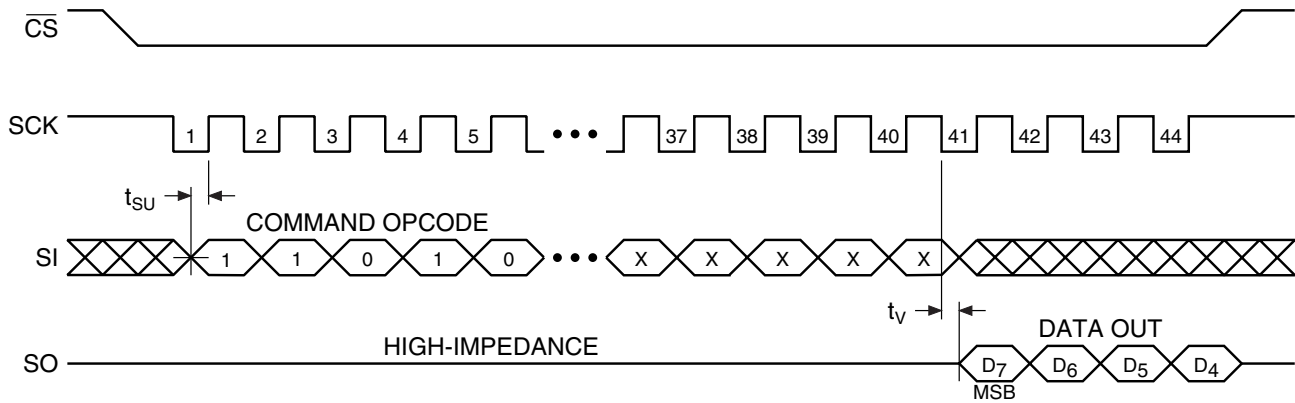 CS
SCK 1 2 3 4 5 ••• 37 38 39 40 41 42 43 44
tSU
COMMAND OPCODE
SI 1 1 0 1 0 ••• X X X X X
tV
DATA OUT
HIGH-IMPEDANCE
SO D7 D6 D5 D4
MSB